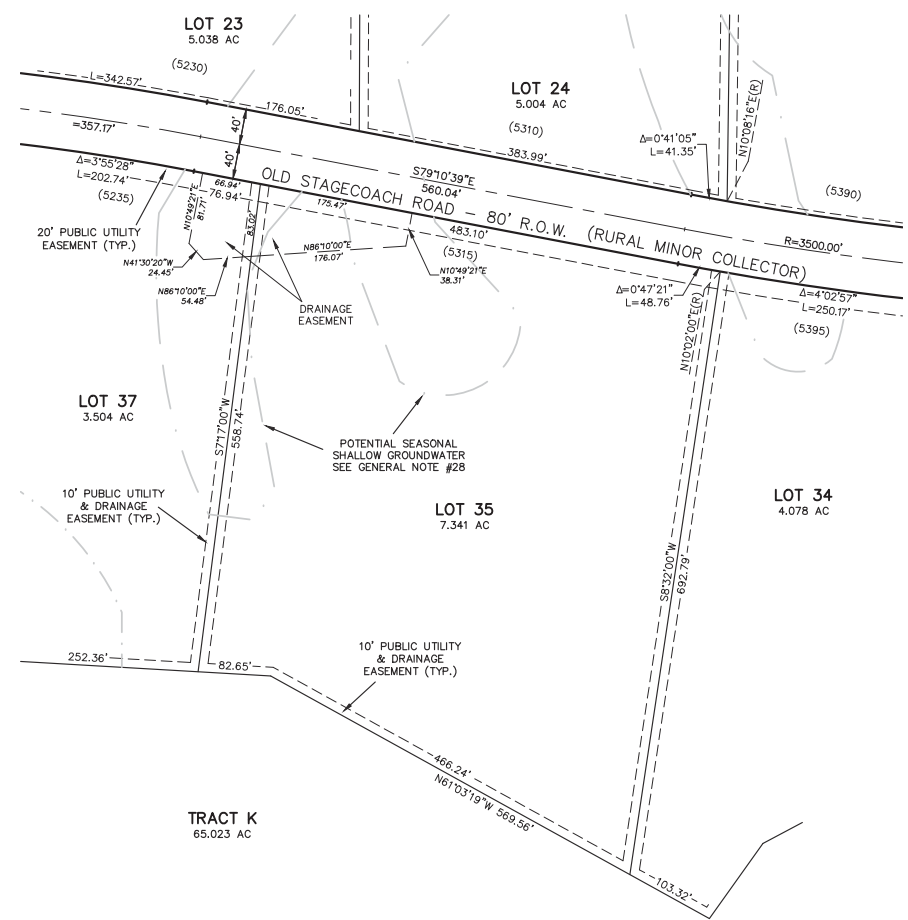 LOT 23
5.038 AC
(5230)
L=342.57'
176.05'
LOT 24
5.004 AC
(5310)
383.99'
Δ=0°41'05"
L=41.35'
N10°08'16"E(R)
(5390)
=357.17'
40'
40'
S79°10'39"E
560.04'
OLD STAGECOACH ROAD - 80' R.O.W. (RURAL MINOR COLLECTOR)
R=3500.00'
Δ=3°55'28"
L=202.74'
(5235)
66.94'
76.94'
175.47'
483.10'
(5315)
20' PUBLIC UTILITY
EASEMENT (TYP.)
N10°49'21"E
81.71'
83.02'
N86°10'00"E
176.07'
N41°30'20"W
24.45'
N86°10'00"E
54.48'
N10°49'21"E
38.31'
DRAINAGE
EASEMENT
Δ=0°47'21"
L=48.76'
N10°02'00"E(R)
Δ=4°02'57"
L=250.17'
(5395)
LOT 37
3.504 AC
S7°17'00"W
558.74'
POTENTIAL SEASONAL
SHALLOW GROUNDWATER
SEE GENERAL NOTE #28
10' PUBLIC UTILITY
& DRAINAGE
EASEMENT (TYP.)
LOT 35
7.341 AC
LOT 34
4.078 AC
S8°32'00"W
692.79'
252.36'
82.65'
10' PUBLIC UTILITY
& DRAINAGE
EASEMENT (TYP.)
466.24'
N61°03'19"W 569.56'
TRACT K
65.023 AC
103.32'